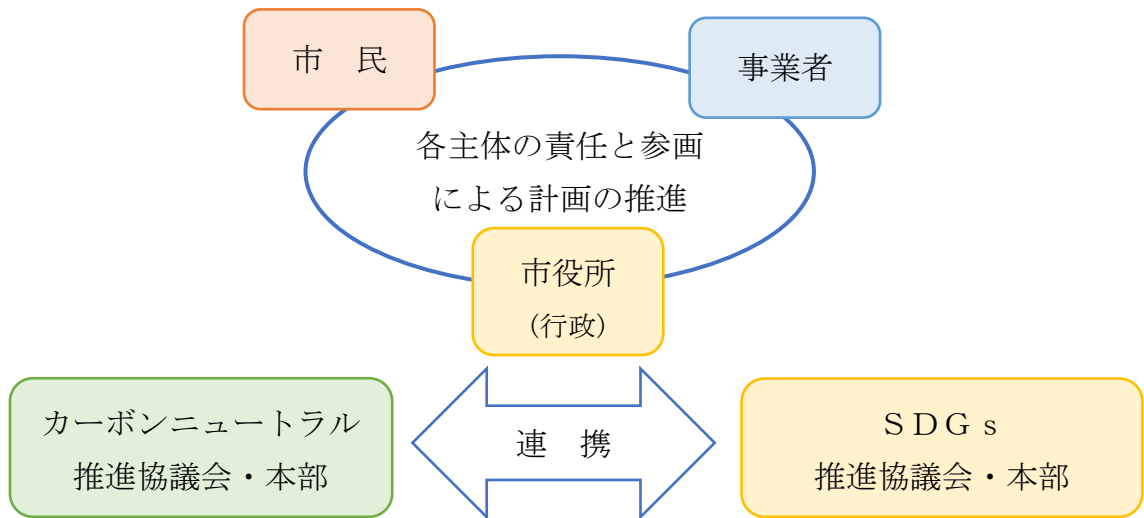 市　民
事業者
各主体の責任と参画
による計画の推進
市役所
（行政）
カーボンニュートラル
推進協議会・本部
連　携
ＳＤＧｓ
推進協議会・本部